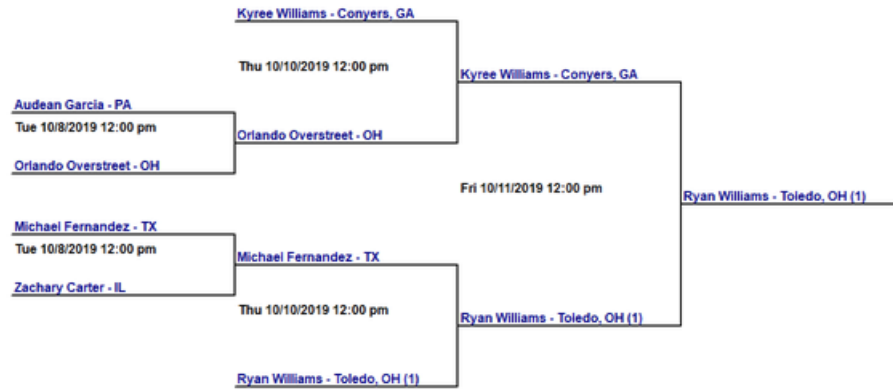 Kyree Williams - Conyers, GA
Thu 10/10/2019 12:00 pm
Kyree Williams - Conyers, GA
Audean Garcia - PA
Tue 10/8/2019 12:00 pm
Orlando Overstreet - OH
Orlando Overstreet - OH
Fri 10/11/2019 12:00 pm
Ryan Williams - Toledo, OH (1)
Michael Fernandez - TX
Tue 10/8/2019 12:00 pm
Michael Fernandez - TX
Zachary Carter - IL
Thu 10/10/2019 12:00 pm
Ryan Williams - Toledo, OH (1)
Ryan Williams - Toledo, OH (1)